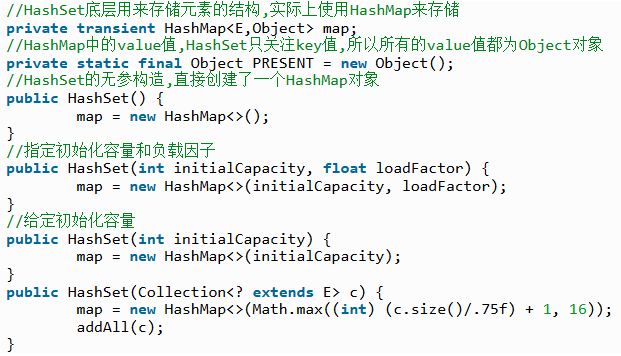 //HashSet底层用来存储元素的结构,实际上使用HashMap来存储
private transient HashMap<E,Object> map;
//HashMap中的value值,HashSet只关注key值,所以所有的value值都为Object对象
private static final Object PRESENT = new Object();
//HashSet的无参构造,直接创建了一个HashMap对象
public HashSet() {
        map = new HashMap<>();
}
//指定初始化容量和负载因子
public HashSet(int initialCapacity, float loadFactor) {
        map = new HashMap<>(initialCapacity, loadFactor);
}
//给定初始化容量
public HashSet(int initialCapacity) {
        map = new HashMap<>(initialCapacity);
}
public HashSet(Collection<? extends E> c) {
        map = new HashMap<>(Math.max((int) (c.size()/.75f) + 1, 16));
        addAll(c);
}